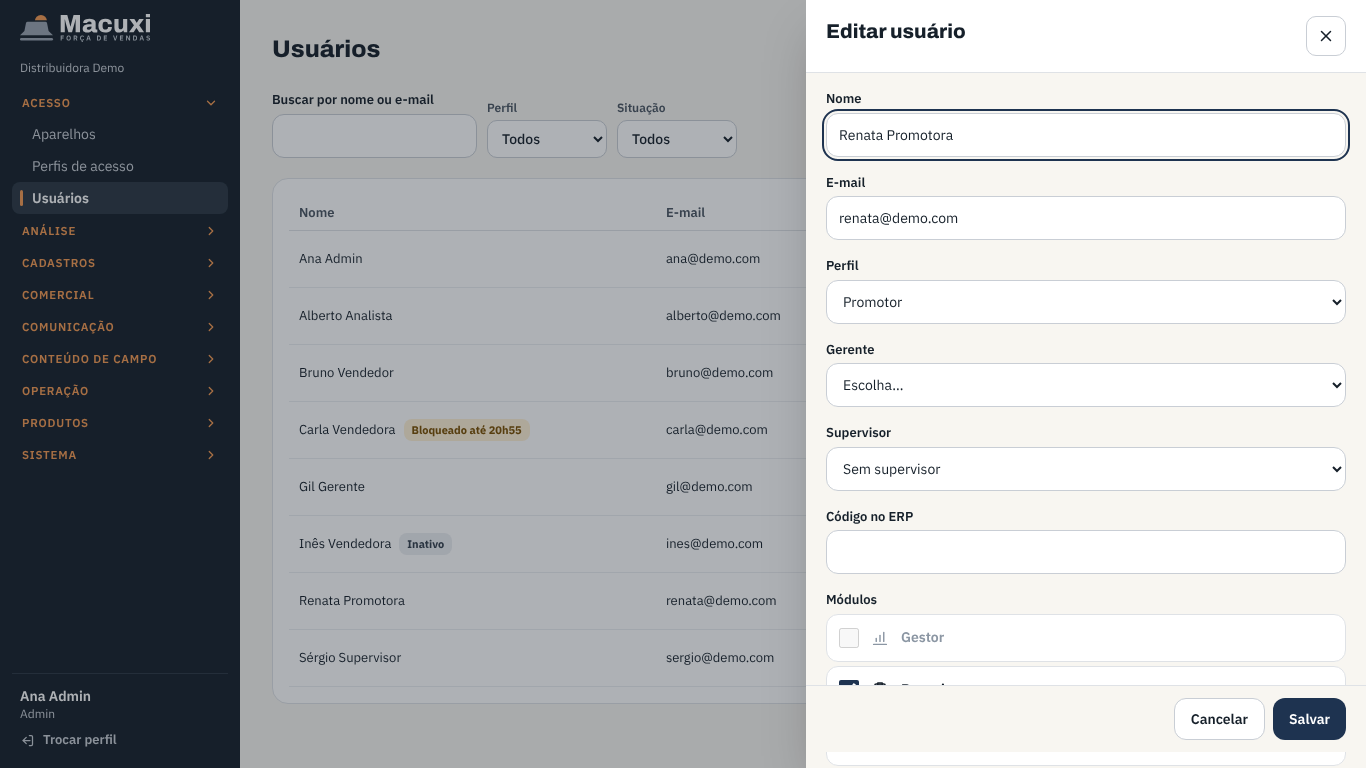 Macuxi
FORÇA DE VENDAS
Distribuidora Demo
ACESSO
Aparelhos
Perfis de acesso
Usuários
ANÁLISE
CADASTROS
COMERCIAL
COMUNICAÇÃO
CONTEÚDO DE CAMPO
OPERAÇÃO
PRODUTOS
SISTEMA
Ana Admin
Admin
Trocar perfil
Usuários
Buscar por nome ou e-mail
Perfil
Situação
Todos
Todos
Nome E-mail
Ana Admin ana@demo.com
Alberto Analista alberto@demo.com
Bruno Vendedor bruno@demo.com
Carla Vendedora Bloqueado até 20h55 carla@demo.com
Gil Gerente gil@demo.com
Inês Vendedora Inativo ines@demo.com
Renata Promotora renata@demo.com
Sérgio Supervisor sergio@demo.com
Editar usuário
Nome
Renata Promotora
E-mail
renata@demo.com
Perfil
Promotor
Gerente
Escolha...
Supervisor
Sem supervisor
Código no ERP
Módulos
Gestor
Cancelar
Salvar